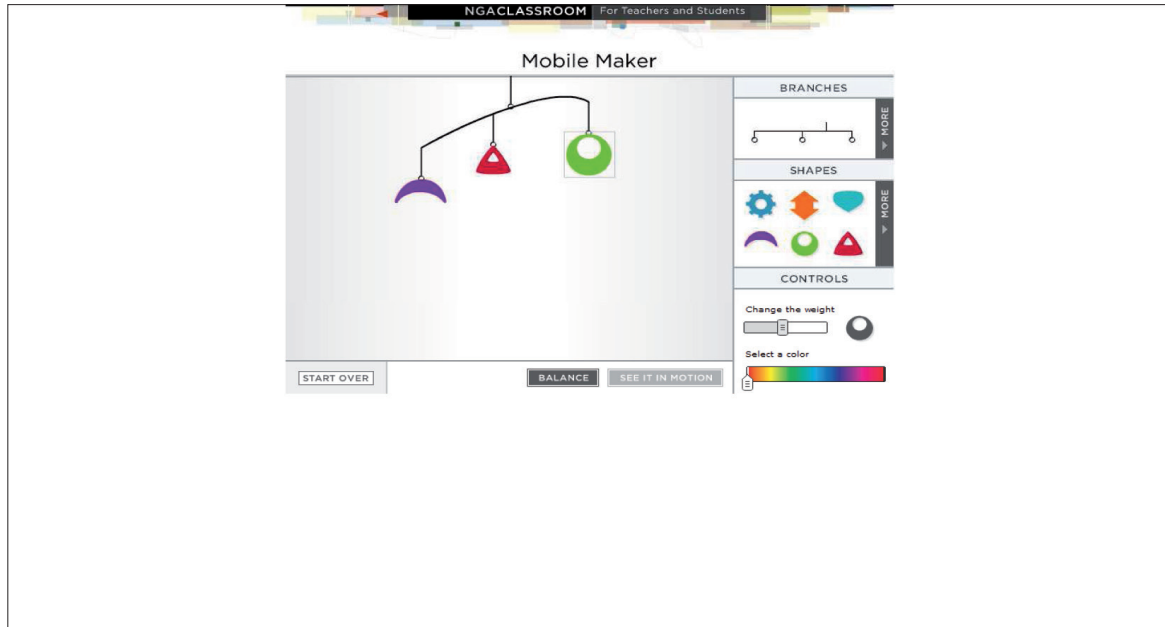 NGACLASSROOM For Teachers and Students
Mobile Maker
BRANCHES
MORE
SHAPES
MORE
CONTROLS
Change the weight
Select a color
START OVER
BALANCE
SEE IT IN MOTION